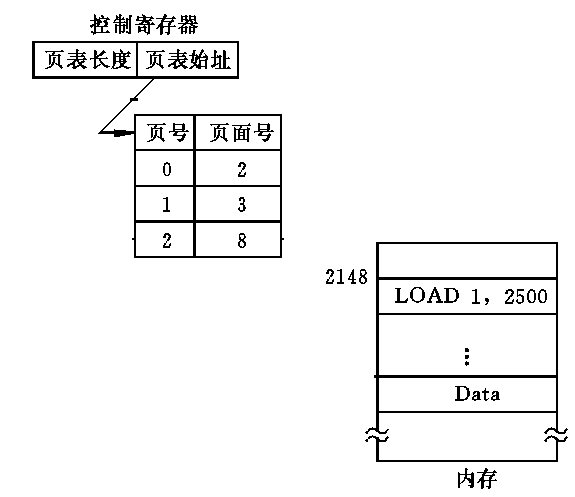 控制寄存器
页表长度 页表始址
页号 页面号
0 2
1 3
2 8
2148
LOAD 1, 2500
⋮
Data
内存